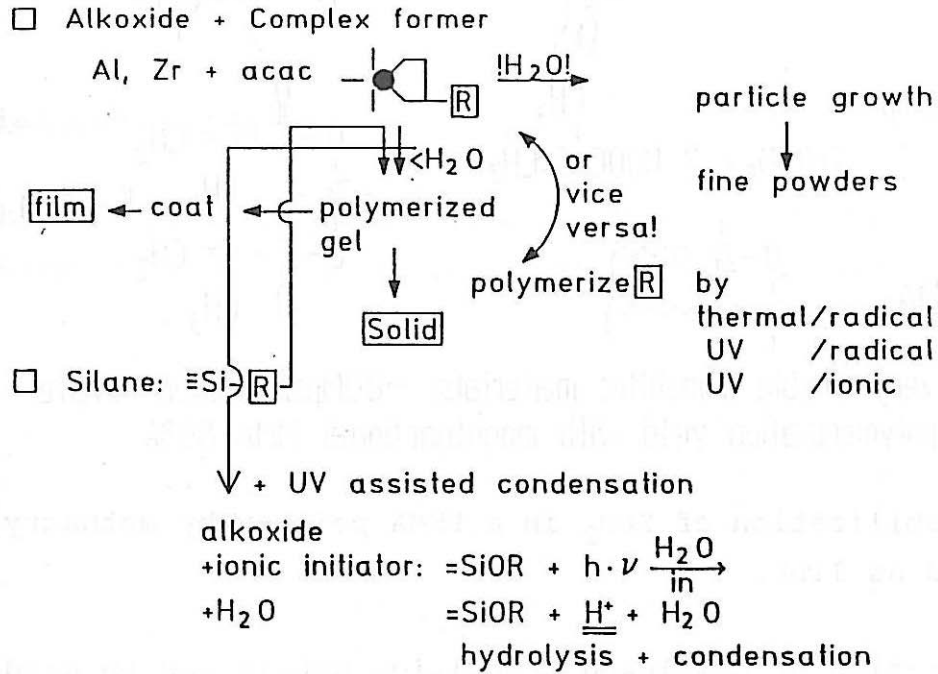 □ Alkoxide + Complex former
Al, Zr + acac
R
!H₂O!
particle growth
fine powders
<H₂O
or
vice
versa!
film
coat
polymerized
gel
polymerize R by
thermal/radical
UV /radical
UV /ionic
Solid
□ Silane: ≡Si-R
+ UV assisted condensation
alkoxide
+ionic initiator: =SiOR + h·ν H₂O
in
+H₂O =SiOR + H⁺ + H₂O
hydrolysis + condensation